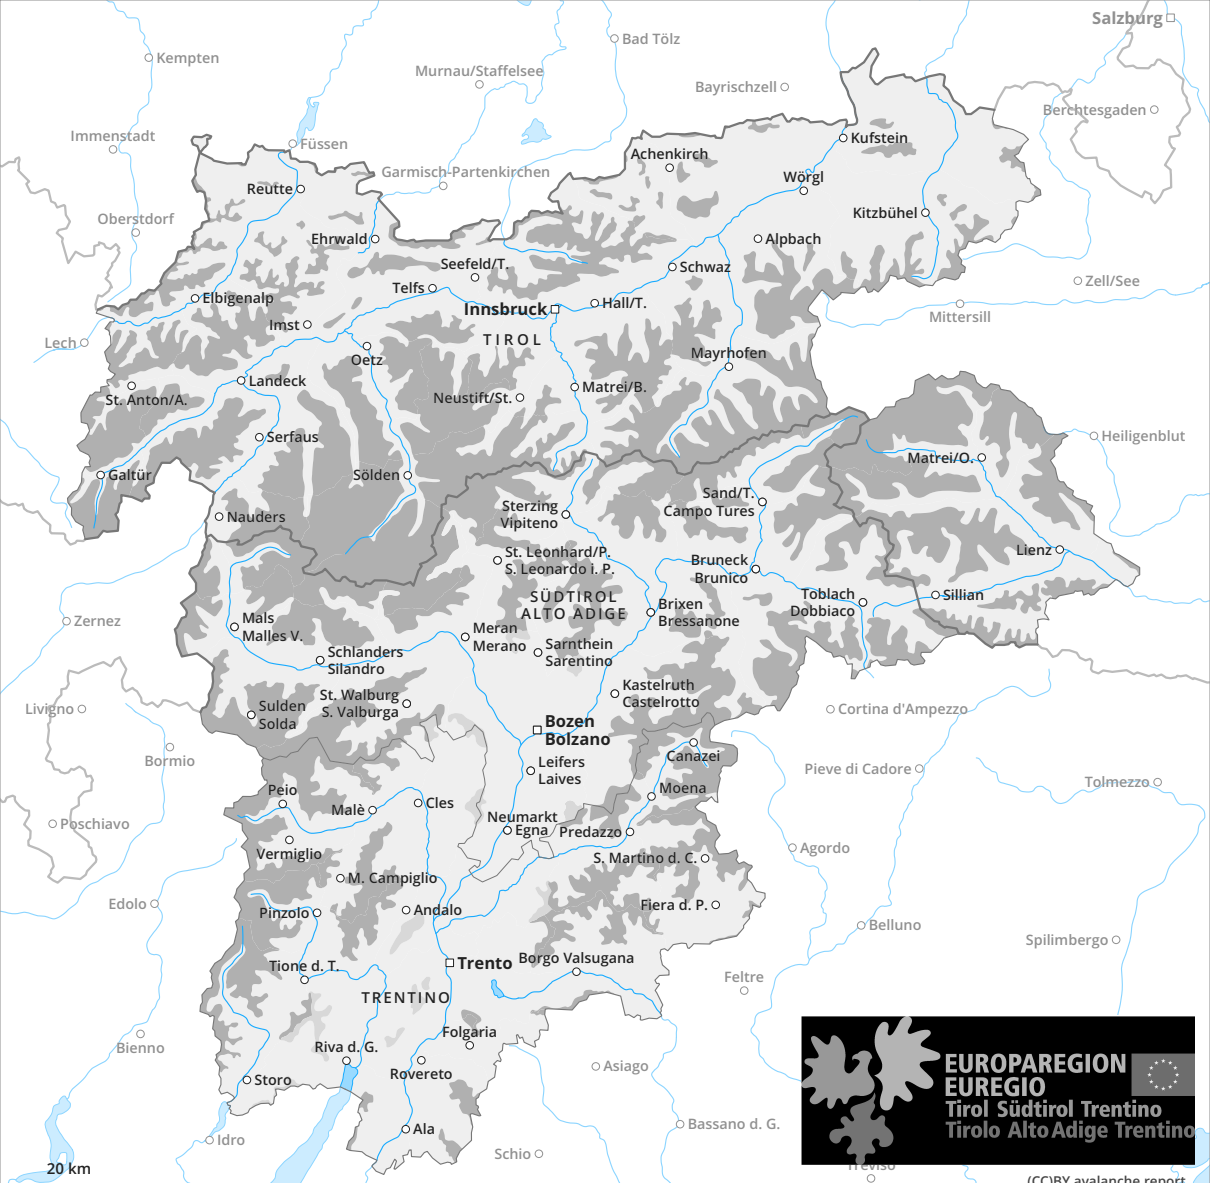 Salzburg
Bad Tölz
Kempten
Murnau/Staffelsee
Bayrischzell
Berchtesgaden
Immenstadt
Füssen
Kufstein
Achenkirch
Garmisch-Partenkirchen
Wörgl
Reutte
Oberstdorf
Kitzbühel
Ehrwald
Alpbach
Seefeld/T.
Schwaz
Zell/See
Telfs
Elbigenalp
Hall/T.
Innsbruck
Mittersill
Imst
TIROL
Lech
Oetz
Mayrhofen
Landeck
Matrei/B.
St. Anton/A.
Neustift/St.
Serfaus
Heiligenblut
Matrei/O.
Galtür
Sölden
Sand/T.
Campo Tures
Sterzing
Vipiteno
Nauders
Lienz
St. Leonhard/P.
S. Leonardo i. P.
Bruneck
Brunico
SÜDTIROL
ALTO ADIGE
Toblach
Dobbiaco
Sillian
Brixen
Bressanone
Zernez
Mals
Malles V.
Meran
Merano
Sarnthein
Sarentino
Schlanders
Silandro
Kastelruth
Castelrotto
St. Walburg
S. Valburga
Sulden
Solda
Livigno
Cortina d'Ampezzo
Bozen
Bolzano
Bormio
Canazei
Leifers
Laives
Pieve di Cadore
Tolmezzo
Peio
Moena
Malè
Cles
Neumarkt
Egna
Predazzo
Poschiavo
Vermiglio
Agordo
S. Martino d. C.
M. Campiglio
Edolo
Pinzolo
Andalo
Fiera d. P.
Belluno
Spilimbergo
Trento
Borgo Valsugana
Tione d. T.
Feltre
TRENTINO
Folgaria
Bienno
Riva d. G.
Asiago
Rovereto
Storo
EUROPAREGION
EUREGIO
Tirol Südtirol Trentino
Tirolo Alto Adige Trentino
Ala
Bassano d. G.
Idro
Schio
Treviso
20 km
(CC)BY avalanche.report